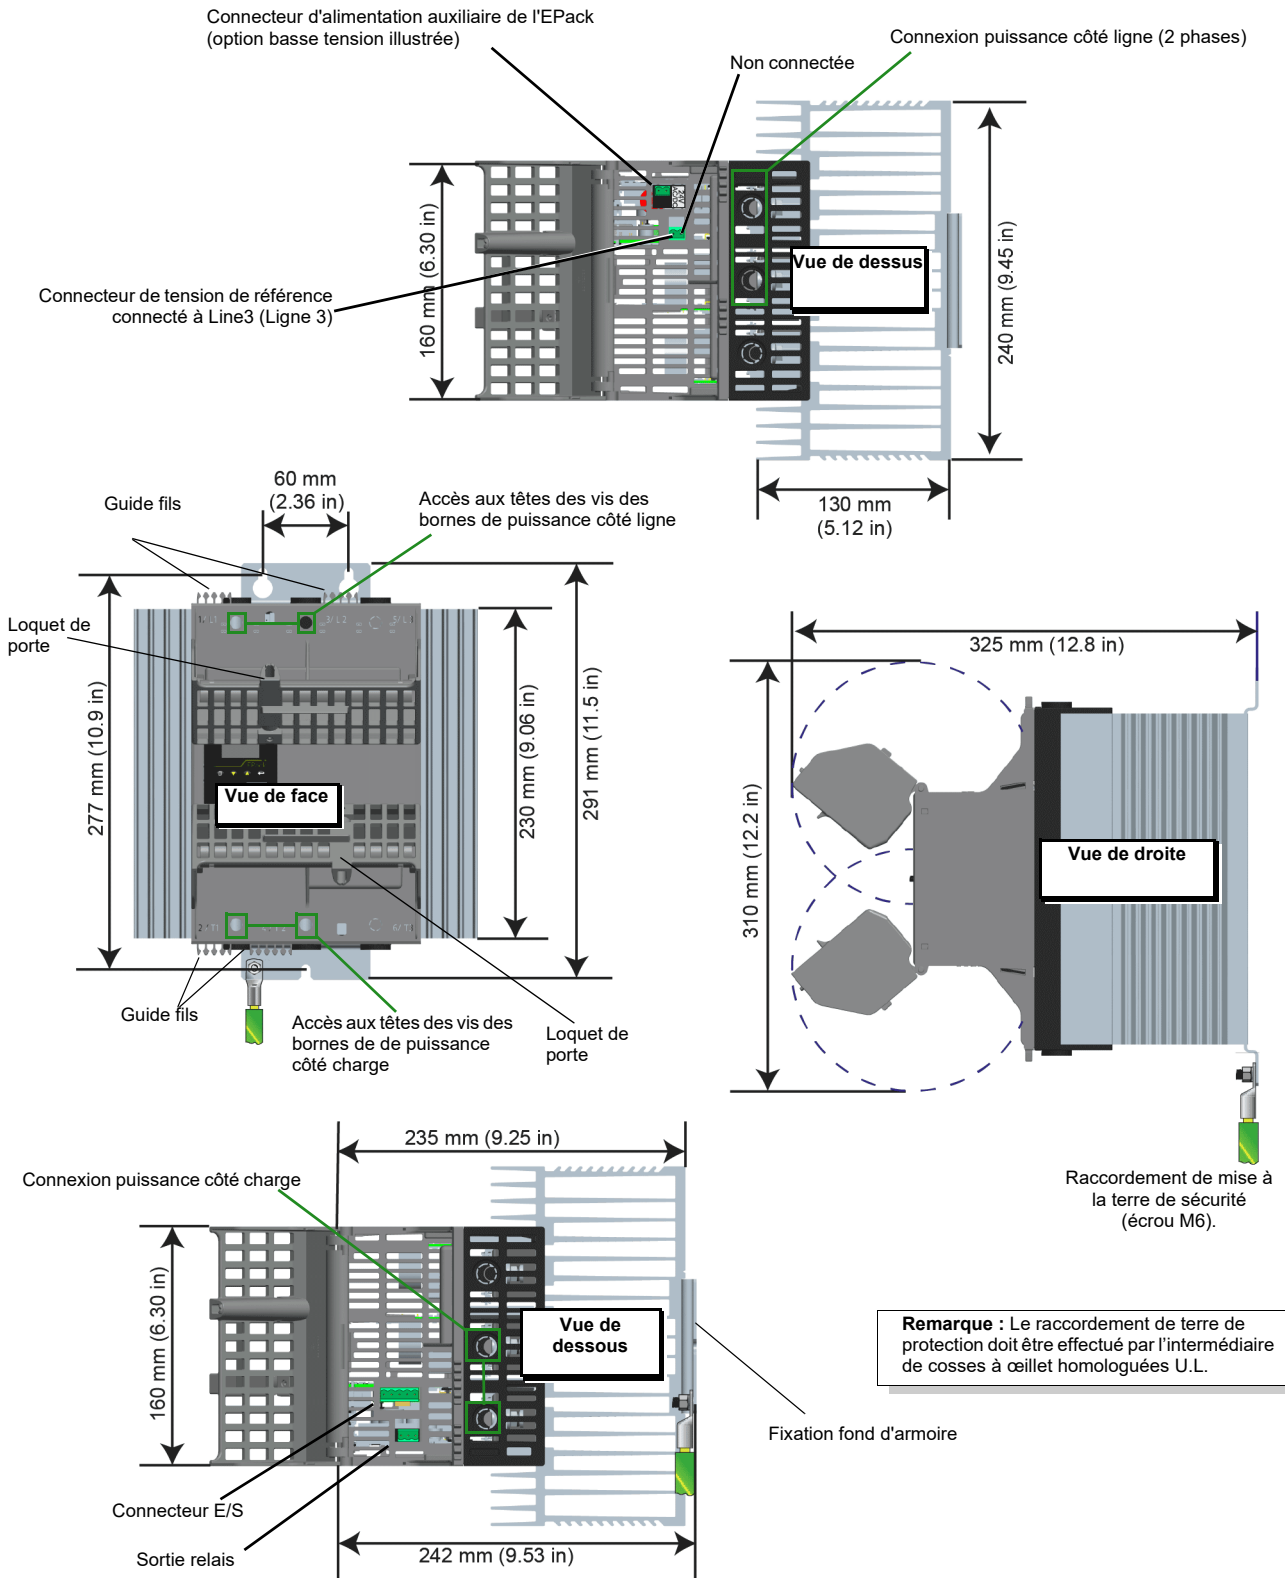 Connecteur d'alimentation auxiliaire de l'EPack
(option basse tension illustrée)
Connexion puissance côté ligne (2 phases)
Non connectée
160 mm (6.30 in)
Vue de dessus
240 mm (9.45 in)
Connecteur de tension de référence
connecté à Line3 (Ligne 3)
130 mm
(5.12 in)
60 mm
(2.36 in)
Guide fils
Accès aux têtes des vis des
bornes de puissance côté ligne
Loquet de
porte
277 mm (10.9 in)
Vue de face
230 mm (9.06 in)
291 mm (11.5 in)
325 mm (12.8 in)
310 mm (12.2 in)
Vue de droite
Guide fils
Accès aux têtes des vis des
bornes de de puissance
côté charge
Loquet de
porte
235 mm (9.25 in)
Connexion puissance côté charge
Raccordement de mise à
la terre de sécurité
(écrou M6).
160 mm (6.30 in)
Vue de
dessous
Remarque : Le raccordement de terre de
protection doit être effectué par l'intermédiaire
de cosses à œillet homologuées U.L.
Fixation fond d'armoire
Connecteur E/S
Sortie relais
242 mm (9.53 in)